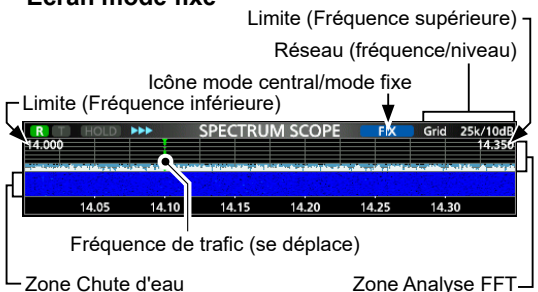 Écran mode fixe
Limite (Fréquence supérieure)
Réseau (fréquence/niveau)
Icône mode central/mode fixe
Limite (Fréquence inférieure)
R T HOLD SPECTRUM SCOPE FIX Grid 25k/10dB
14.000 14.350
14.05 14.10 14.15 14.20 14.25 14.30
Fréquence de trafic (se déplace)
Zone Chute d'eau Zone Analyse FFT